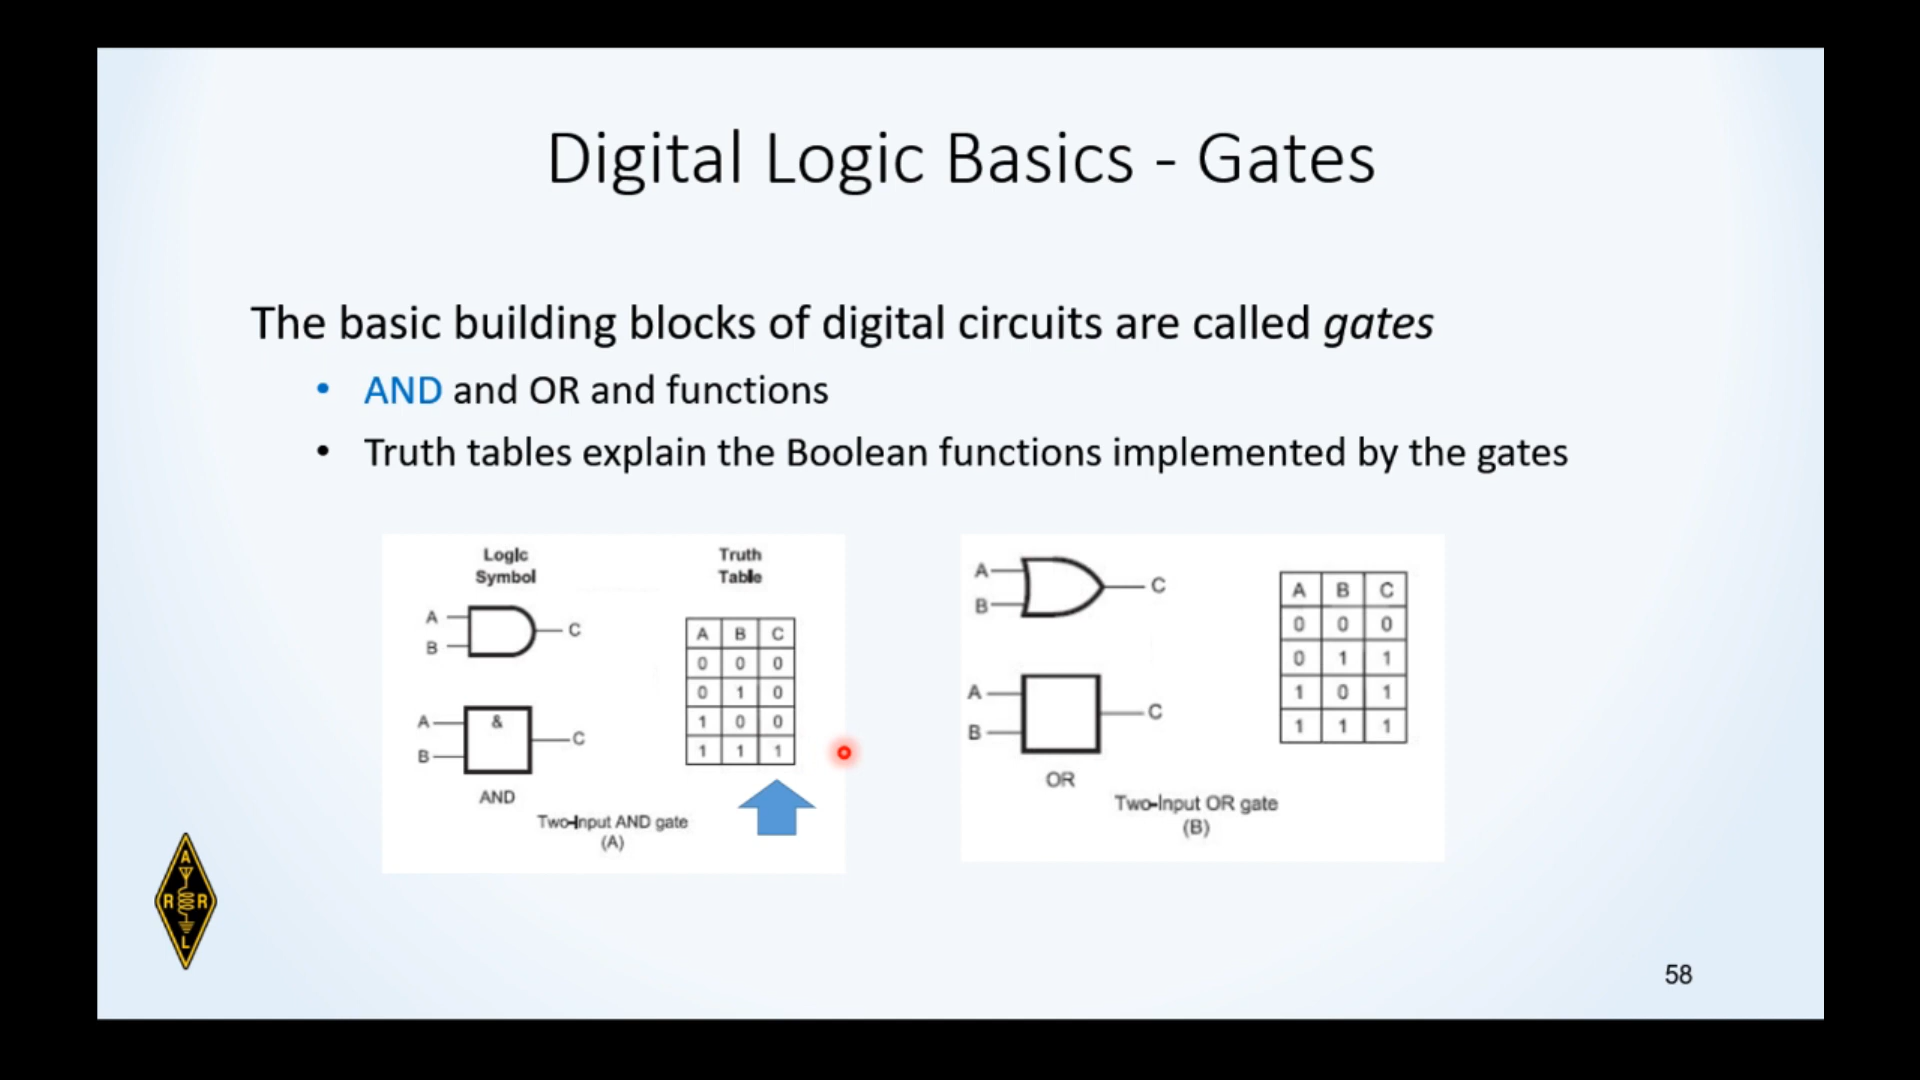 Digital Logic Basics - Gates
The basic building blocks of digital circuits are called gates
• AND and OR and functions
• Truth tables explain the Boolean functions implemented by the gates
Logic
Symbol
A
B
C
A
B
&
C
AND
Truth
Table
A B C
0 0 0
0 1 0
1 0 0
1 1 1
Two-Input AND gate
(A)
A
B
C
A
B
C
OR
A B C
0 0 0
0 1 1
1 0 1
1 1 1
Two-Input OR gate
(B)
A
R R
L
58